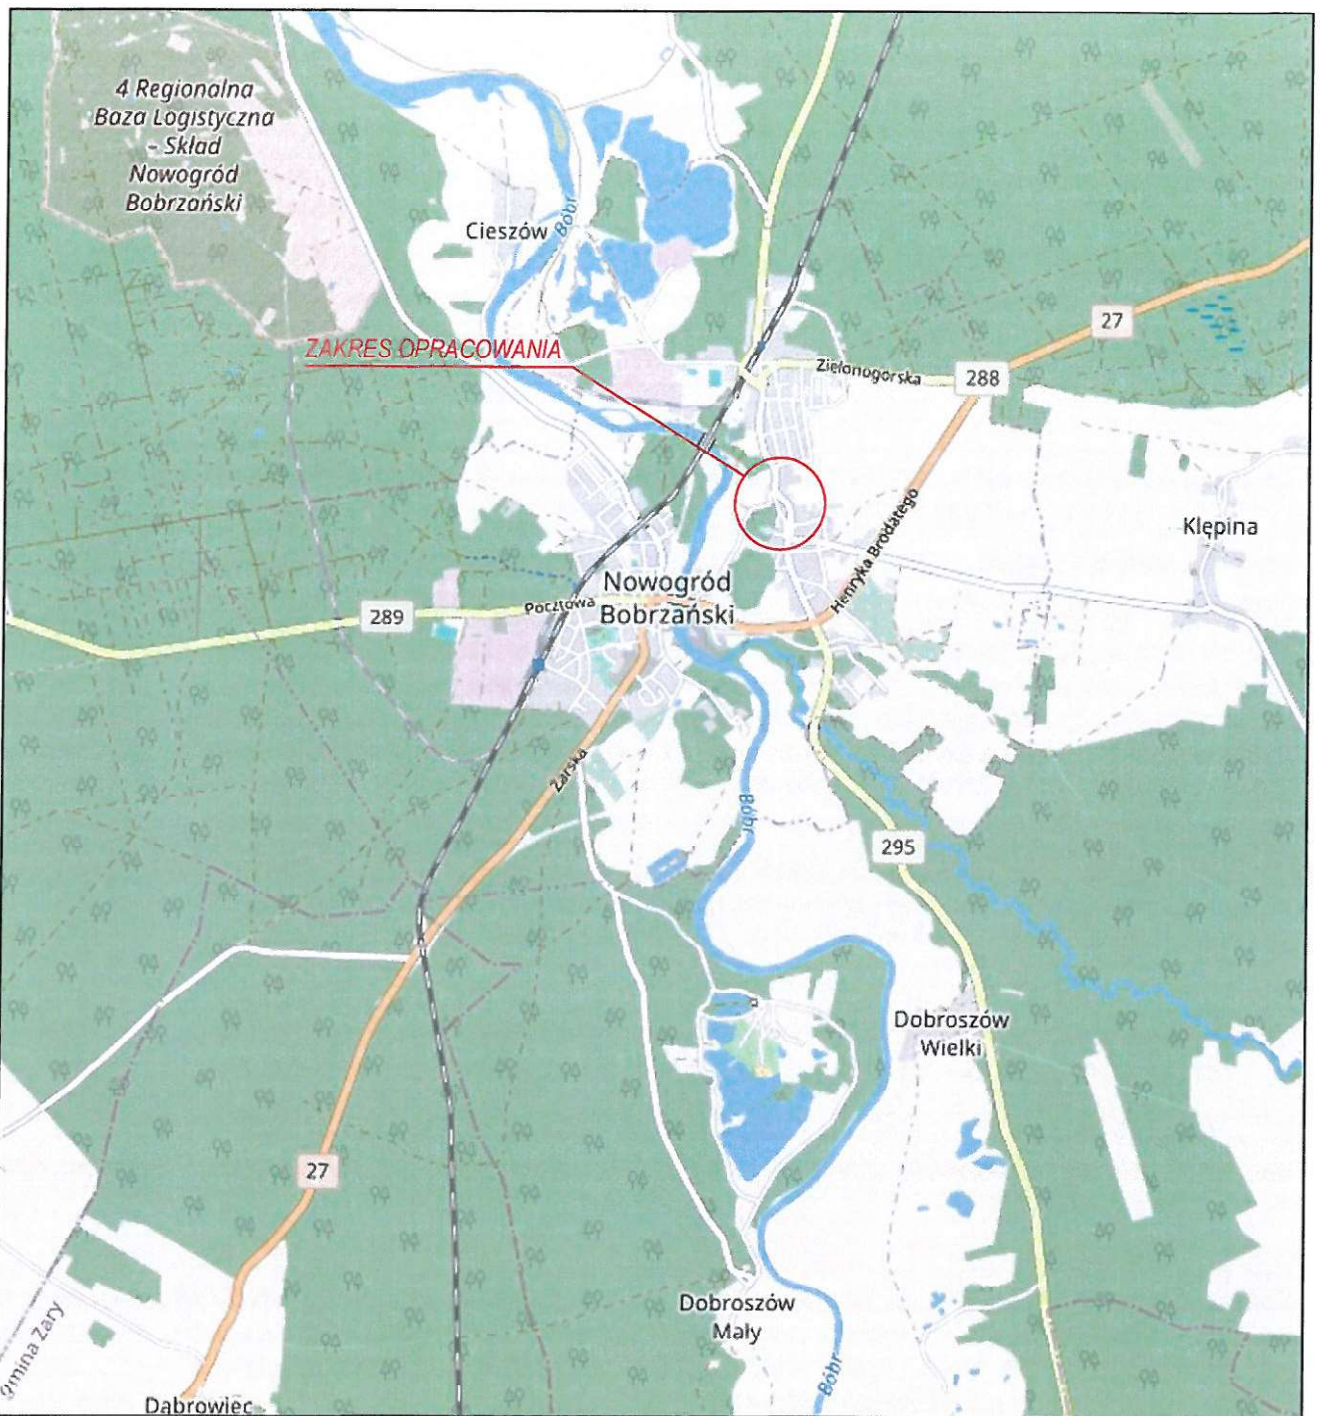 4 Regionalna
Baza Logistyczna
- Skład
Nowogród
Bobrzański
Cieszów
Bóbr
27
ZAKRES OPRACOWANIA
Zielonogórska
288
Klępina
Henryka Brodatego
Nowogród
Bobrzański
Pocztowa
289
Żarska
Bóbr
295
Dobroszów
Wielki
27
Dobroszów
Mały
gmina Żary
Bóbr
Dąbrowiec